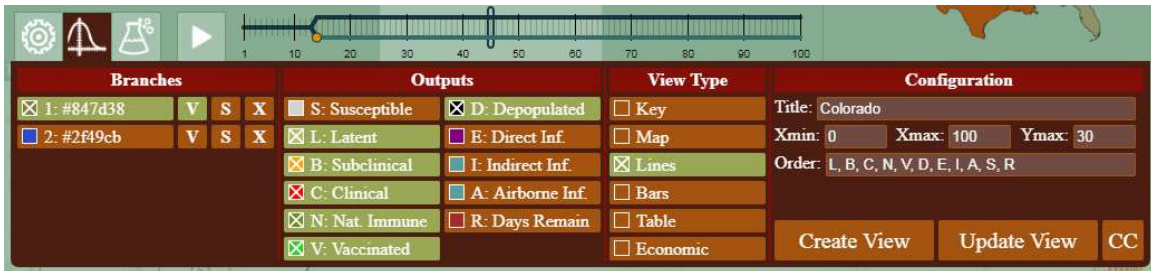 1 10 20 30 40 50 60 70 80 90 100
Branches
1: #847d38 V S X
2: #2f49cb V S X
Outputs
S: Susceptible D: Depopulated
L: Latent E: Direct Inf.
B: Subclinical I: Indirect Inf.
C: Clinical A: Airborne Inf.
N: Nat. Immune R: Days Remain
V: Vaccinated
View Type
Key
Map
Lines
Bars
Table
Economic
Configuration
Title: Colorado
Xmin: 0 Xmax: 100 Ymax: 30
Order: L, B, C, N, V, D, E, I, A, S, R
Create View Update View CC